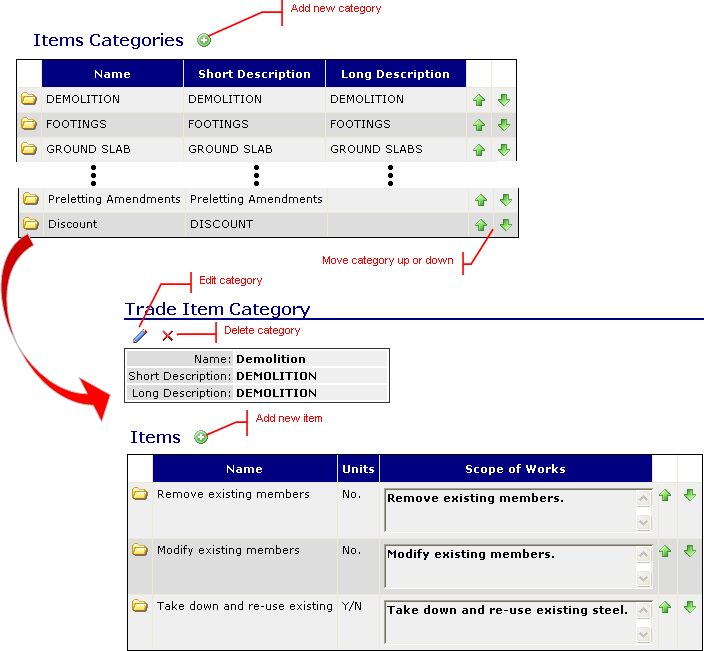 Add new category
Items Categories
Name Short Description Long Description
DEMOLITION DEMOLITION DEMOLITION
FOOTINGS FOOTINGS FOOTINGS
GROUND SLAB GROUND SLAB GROUND SLABS
Preletting Amendments Preletting Amendments
Discount DISCOUNT
Move category up or down
Edit category
Trade Item Category
Delete category
Name: Demolition
Short Description: DEMOLITION
Long Description: DEMOLITION
Add new item
Items
Name Units Scope of Works
Remove existing members No. Remove existing members.
Modify existing members No. Modify existing members.
Take down and re-use existing Y/N Take down and re-use existing steel.